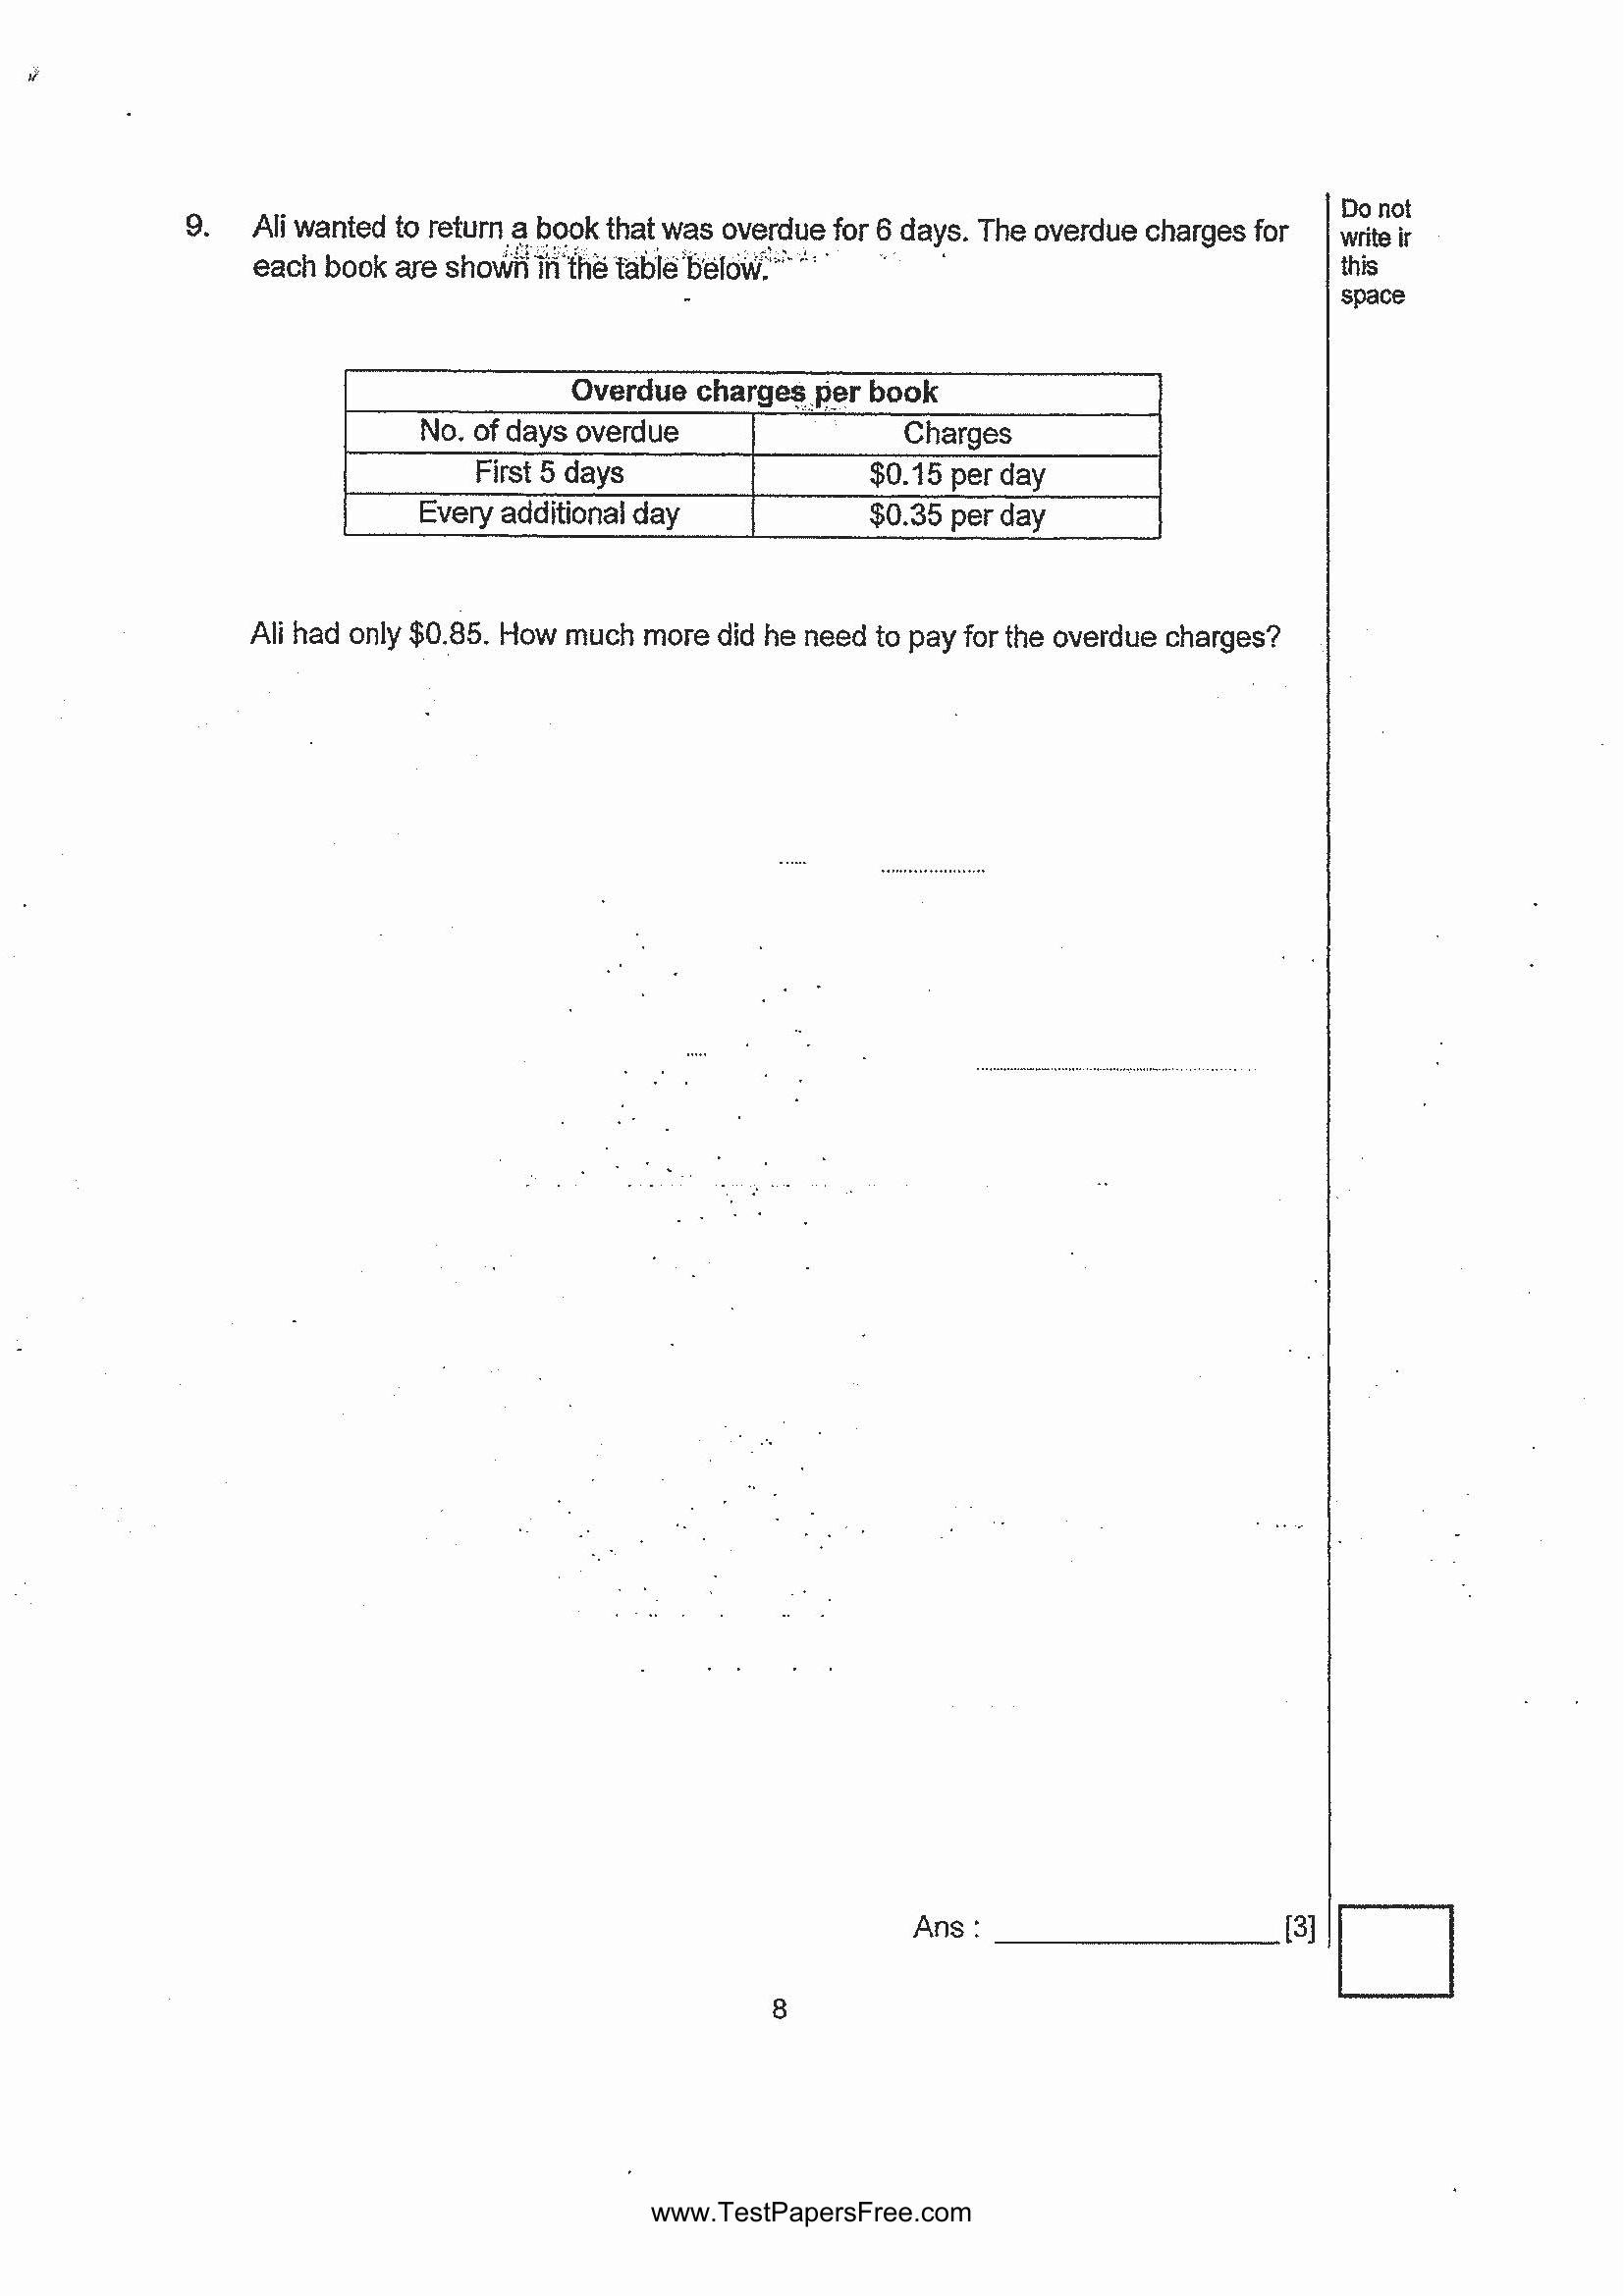 9. Ali wanted to return a book that was overdue for 6 days. The overdue charges for
each book are shown in the table below.
Do not
write ir
this
space
Overdue charges per book
No. of days overdue Charges
First 5 days $0.15 per day
Every additional day $0.35 per day
Ali had only $0.85. How much more did he need to pay for the overdue charges?
Ans : [3]
8
www.TestPapersFree.com